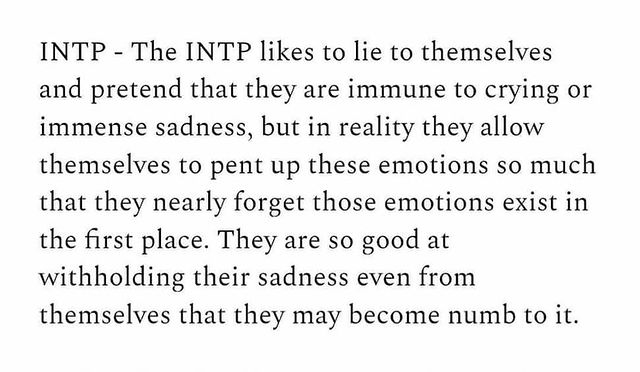 INTP - The INTP likes to lie to themselves
and pretend that they are immune to crying or
immense sadness, but in reality they allow
themselves to pent up these emotions so much
that they nearly forget those emotions exist in
the first place. They are so good at
withholding their sadness even from
themselves that they may become numb to it.